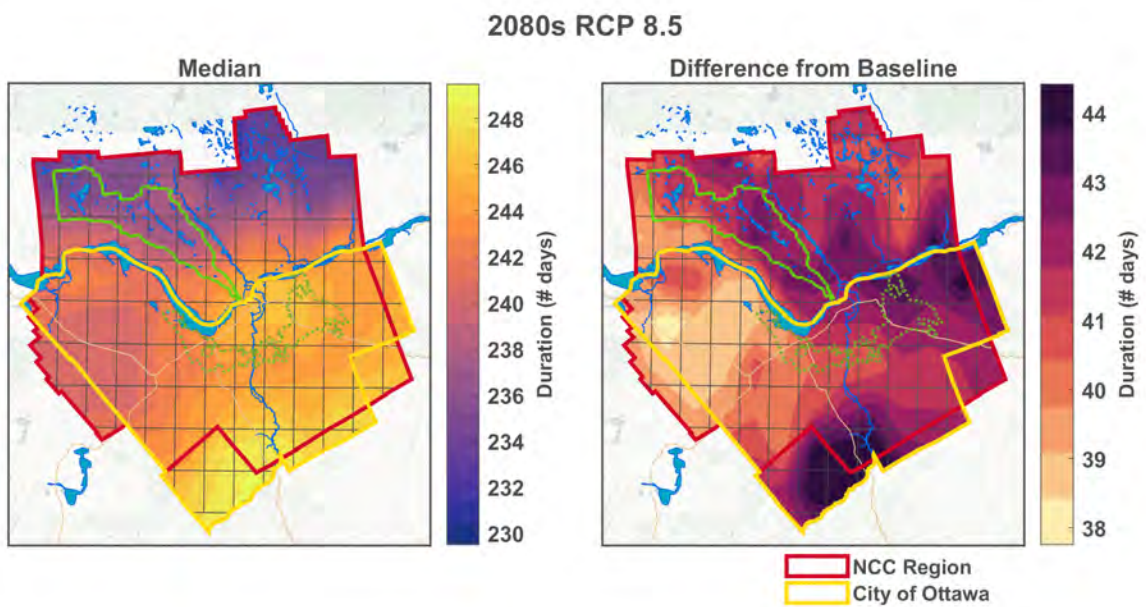 2080s RCP 8.5
Median
248
246
244
242
240
238
236
234
232
230
Duration (# days)
Difference from Baseline
44
43
42
41
40
39
38
Duration (# days)
NCC Region
City of Ottawa